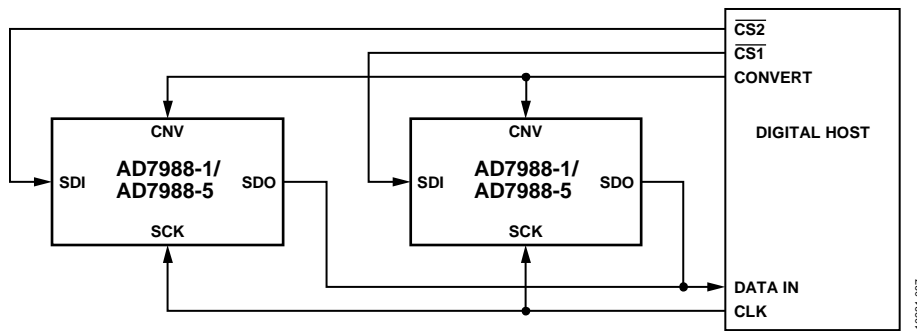 CS2
CS1
CONVERT
DIGITAL HOST
CNV
AD7988-1/
AD7988-5
SDI
SDO
SCK
CNV
AD7988-1/
AD7988-5
SDI
SDO
SCK
DATA IN
CLK